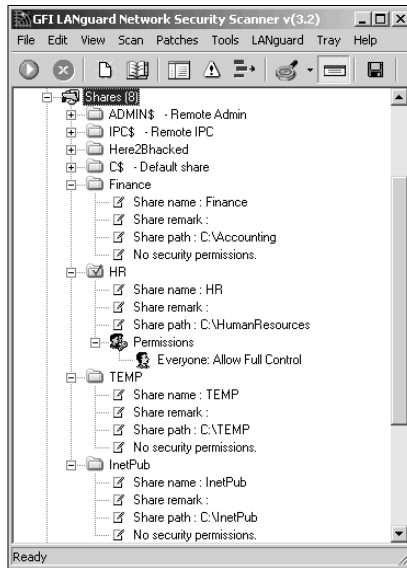 GFI LANguard Network Security Scanner v(3.2)
File Edit View Scan Patches Tools LANguard Tray Help
Shares (8)
ADMIN$ - Remote Admin
IPC$ - Remote IPC
Here2Bhacked
C$ - Default share
Finance
Share name : Finance
Share remark :
Share path : C:\Accounting
No security permissions.
HR
Share name : HR
Share remark :
Share path : C:\HumanResources
Permissions
Everyone: Allow Full Control
TEMP
Share name : TEMP
Share remark :
Share path : C:\TEMP
No security permissions.
InetPub
Share name : InetPub
Share remark :
Share path : C:\InetPub
No security permissions.
Ready